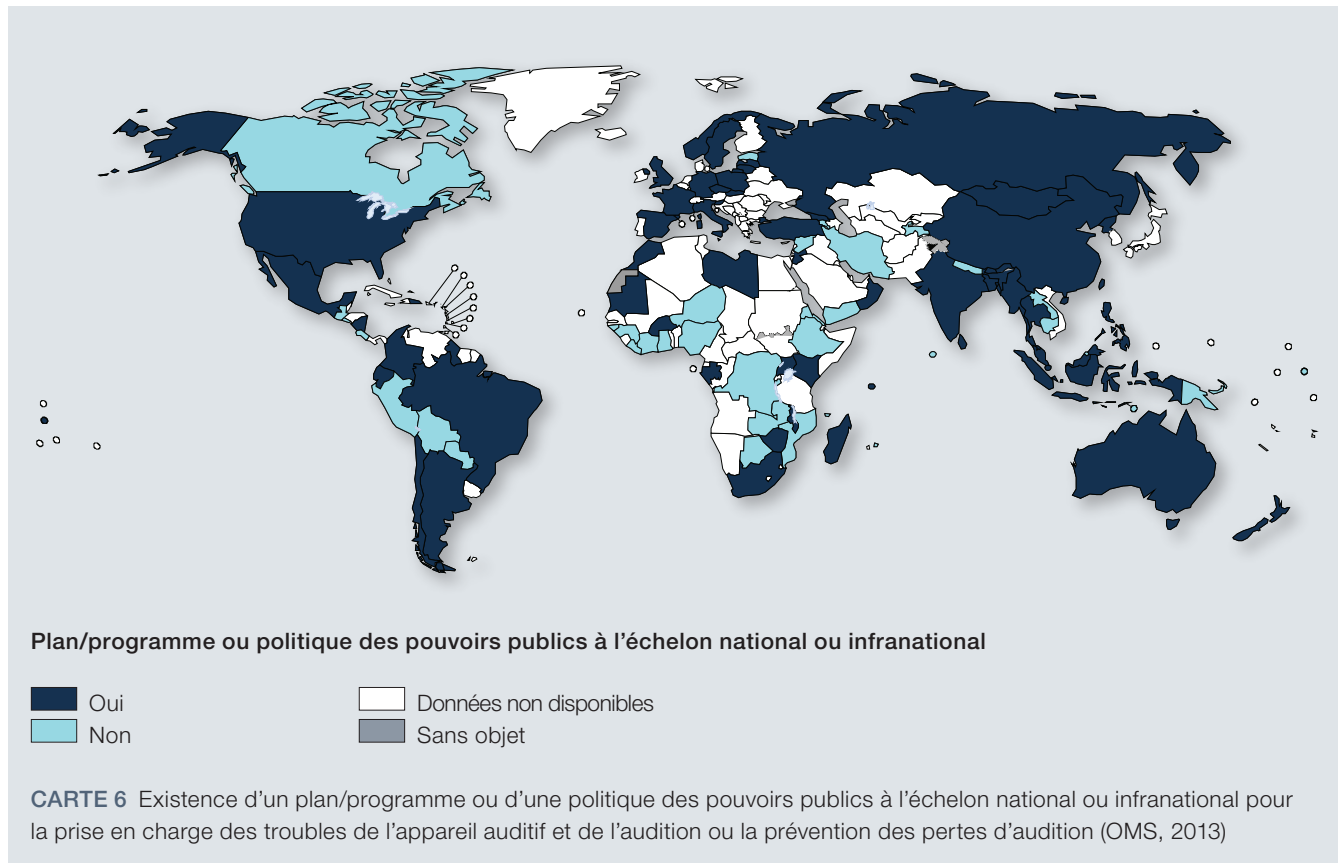 Plan/programme ou politique des pouvoirs publics à l’échelon national ou infranational
Oui
Non
Données non disponibles
Sans objet
CARTE 6 Existence d’un plan/programme ou d’une politique des pouvoirs publics à l’échelon national ou infranational pour
la prise en charge des troubles de l’appareil auditif et de l’audition ou la prévention des pertes d’audition (OMS, 2013)